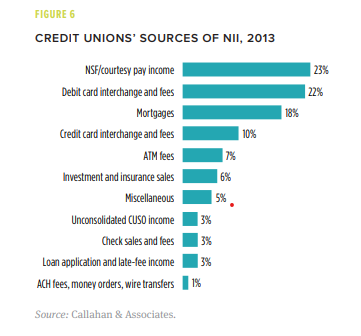 FIGURE 6
CREDIT UNIONS' SOURCES OF NII, 2013
NSF/courtesy pay income 23%
Debit card interchange and fees 22%
Mortgages 18%
Credit card interchange and fees 10%
ATM fees 7%
Investment and insurance sales 6%
Miscellaneous 5%
Unconsolidated CUSO income 3%
Check sales and fees 3%
Loan application and late-fee income 3%
ACH fees, money orders, wire transfers 1%
Source: Callahan & Associates.